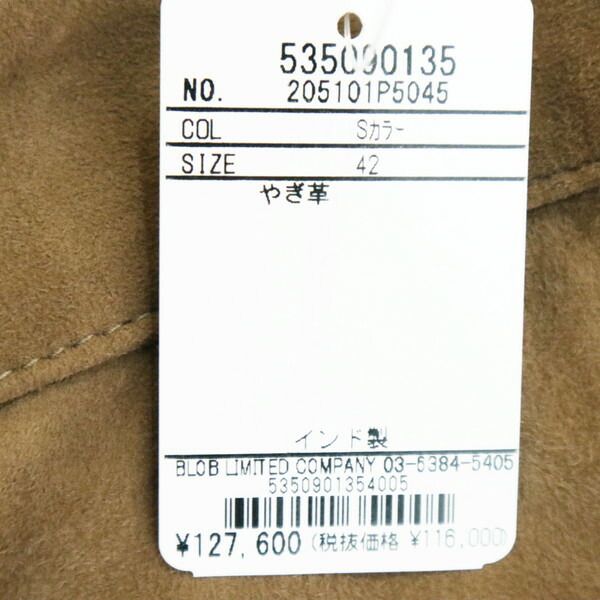 535090135
NO. 205101P5045
COL Sカラー
SIZE 42
やぎ革
インド製
BLOB LIMITED COMPANY 03-5384-5405
5350901354005
¥127,600 (税抜価格 ¥116,000)